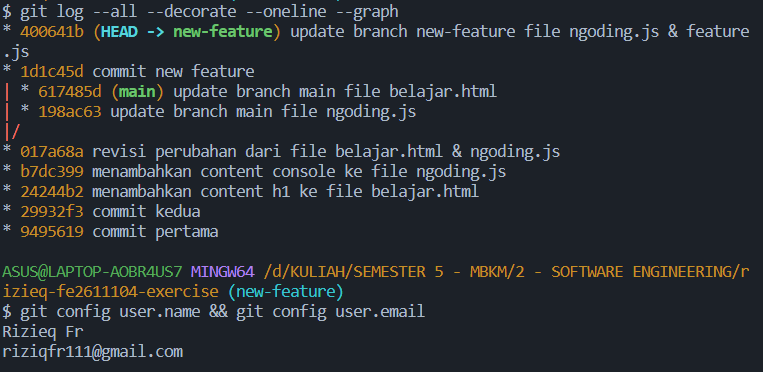 $ git log --all --decorate --oneline --graph
* 400641b (HEAD -> new-feature) update branch new-feature file ngoding.js & feature
.js
* 1d1c45d commit new feature
| * 617485d (main) update branch main file belajar.html
| * 198ac63 update branch main file ngoding.js
|/
* 017a68a revisi perubahan dari file belajar.html & ngoding.js
* b7dc399 menambahkan content console ke file ngoding.js
* 24244b2 menambahkan content h1 ke file belajar.html
* 29932f3 commit kedua
* 9495619 commit pertama
ASUS@LAPTOP-AOBR4US7 MINGW64 /d/KULIAH/SEMESTER 5 - MBKM/2 - SOFTWARE ENGINEERING/r
izieq-fe2611104-exercise (new-feature)
$ git config user.name && git config user.email
Rizieq Fr
riziqfr111@gmail.com